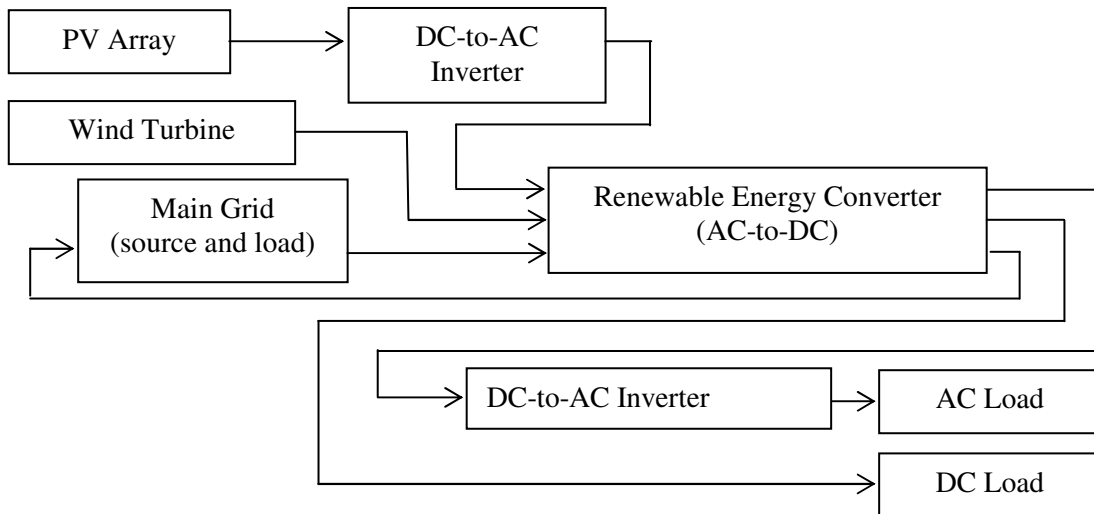 PV Array
DC-to-AC
Inverter
Wind Turbine
Main Grid
(source and load)
Renewable Energy Converter
(AC-to-DC)
DC-to-AC Inverter
AC Load
DC Load